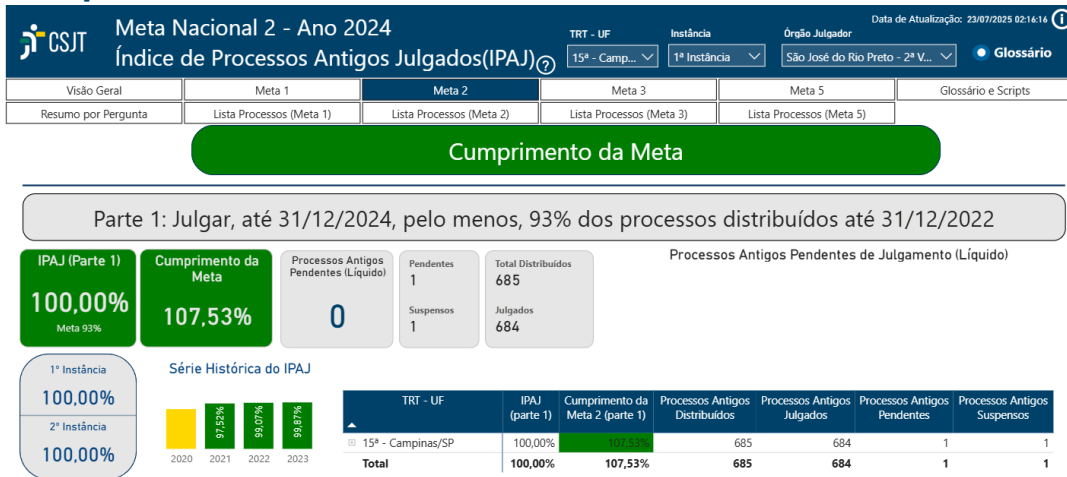 CSJT
Meta Nacional 2 - Ano 2024
Índice de Processos Antigos Julgados(IPAJ)
?
Data de Atualização: 23/07/2025 02:16:16
i
TRT - UF
Instância
Órgão Julgador
15ª - Camp...
1ª Instância
São José do Rio Preto - 2ª V...
Glossário
Visão Geral
Meta 1
Meta 2
Meta 3
Meta 5
Glossário e Scripts
Resumo por Pergunta
Lista Processos (Meta 1)
Lista Processos (Meta 2)
Lista Processos (Meta 3)
Lista Processos (Meta 5)
Cumprimento da Meta
Parte 1: Julgar, até 31/12/2024, pelo menos, 93% dos processos distribuídos até 31/12/2022
IPAJ (Parte 1)
100,00%
Meta 93%
Cumprimento da
Meta
107,53%
Processos Antigos
Pendentes (Líquido)
0
Pendentes
1
Suspensos
1
Total Distribuídos
685
Julgados
684
Processos Antigos Pendentes de Julgamento (Líquido)
1ª Instância
100,00%
2ª Instância
100,00%
Série Histórica do IPAJ
97,52%
99,07%
99,87%
2020 2021 2022 2023
TRT - UF IPAJ (parte 1) Cumprimento da Meta 2 (parte 1) Processos Antigos Distribuídos Processos Antigos Julgados Processos Antigos Pendentes Processos Antigos Suspensos
15ª - Campinas/SP 100,00% 107,53% 685 684 1 1
Total 100,00% 107,53% 685 684 1 1